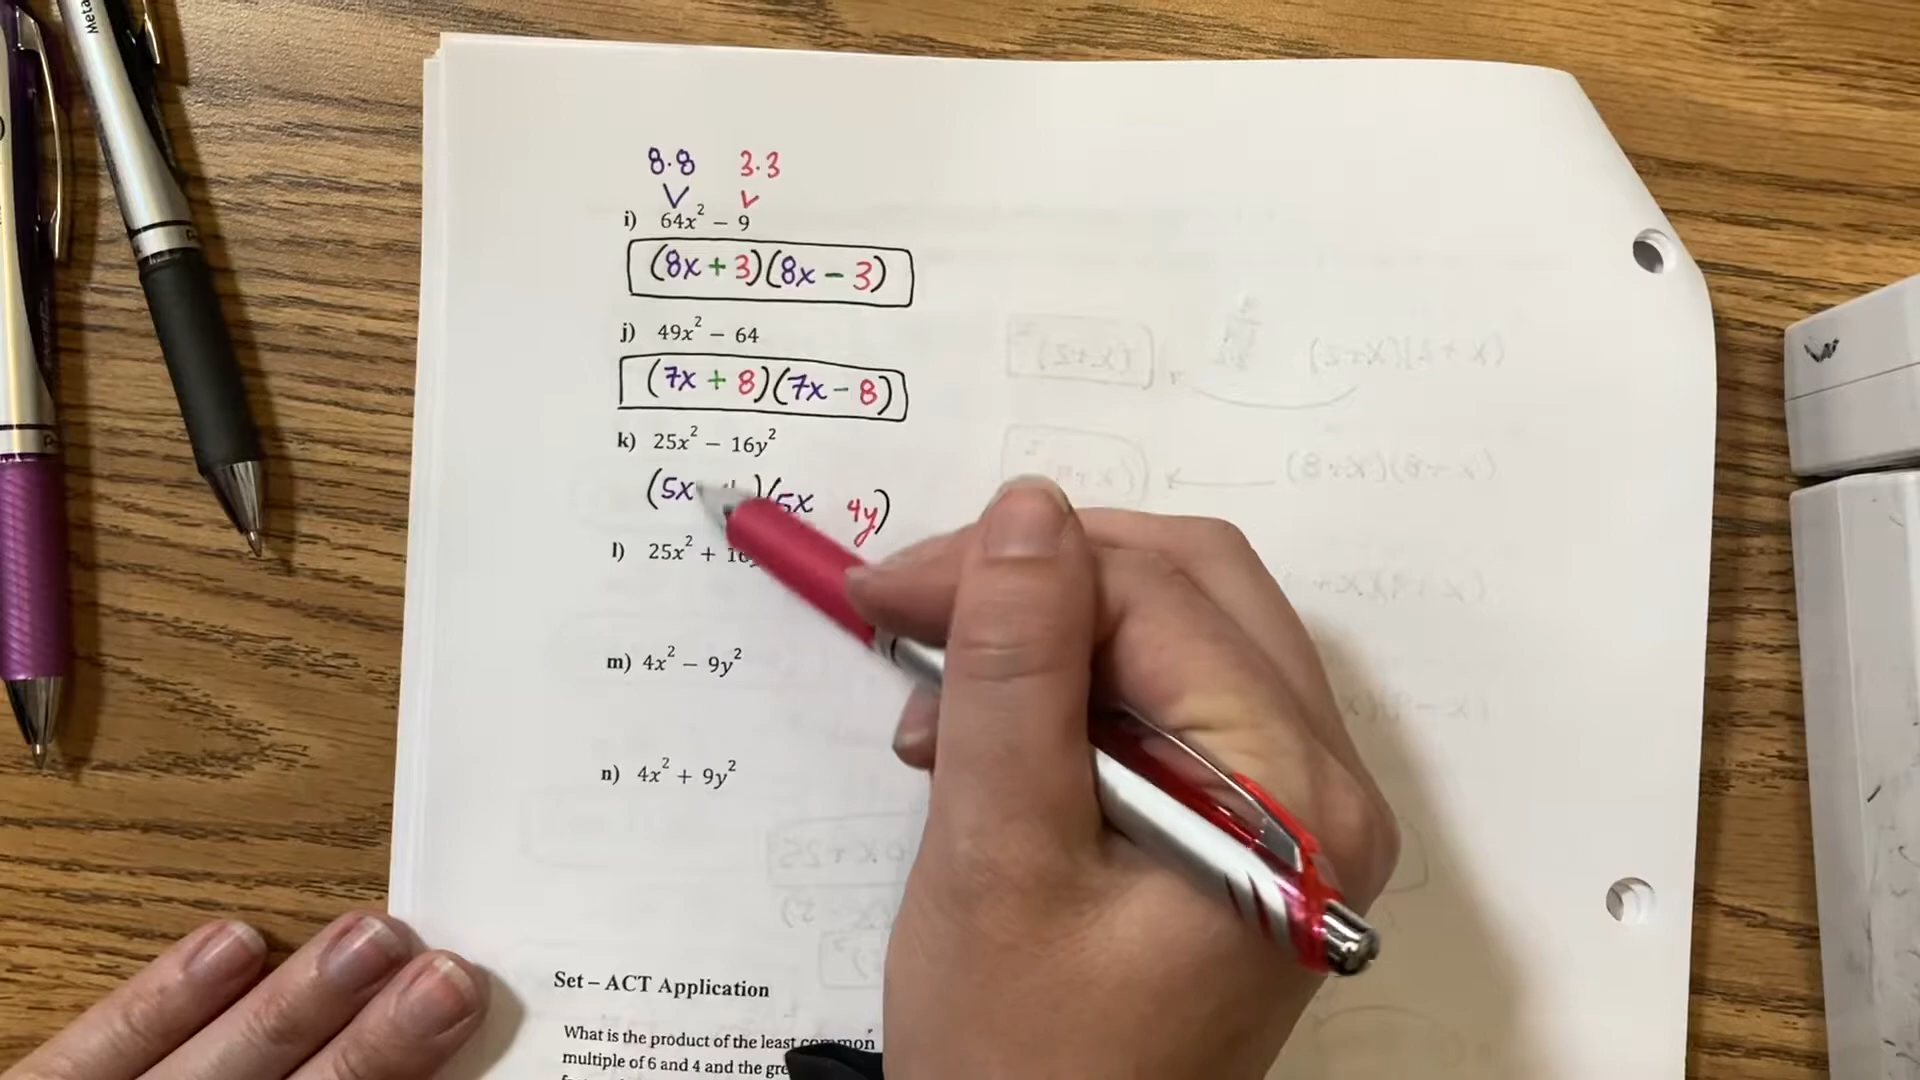 Meta
8·8 3·3
i) 64x² − 9
(8x + 3)(8x − 3)
j) 49x² − 64
(7x + 8)(7x − 8)
k) 25x² − 16y²
(5x )(5x 4y)
l) 25x² +
m) 4x² − 9y²
n) 4x² + 9y²
Set – ACT Application
What is the product of the least common
multiple of 6 and 4 and the